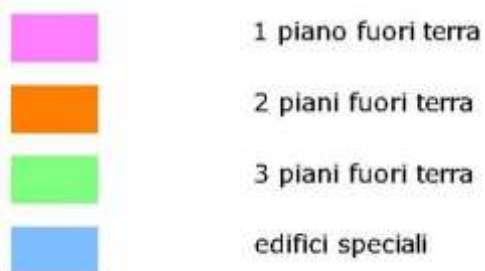 1 piano fuori terra
2 piani fuori terra
3 piani fuori terra
edifici speciali